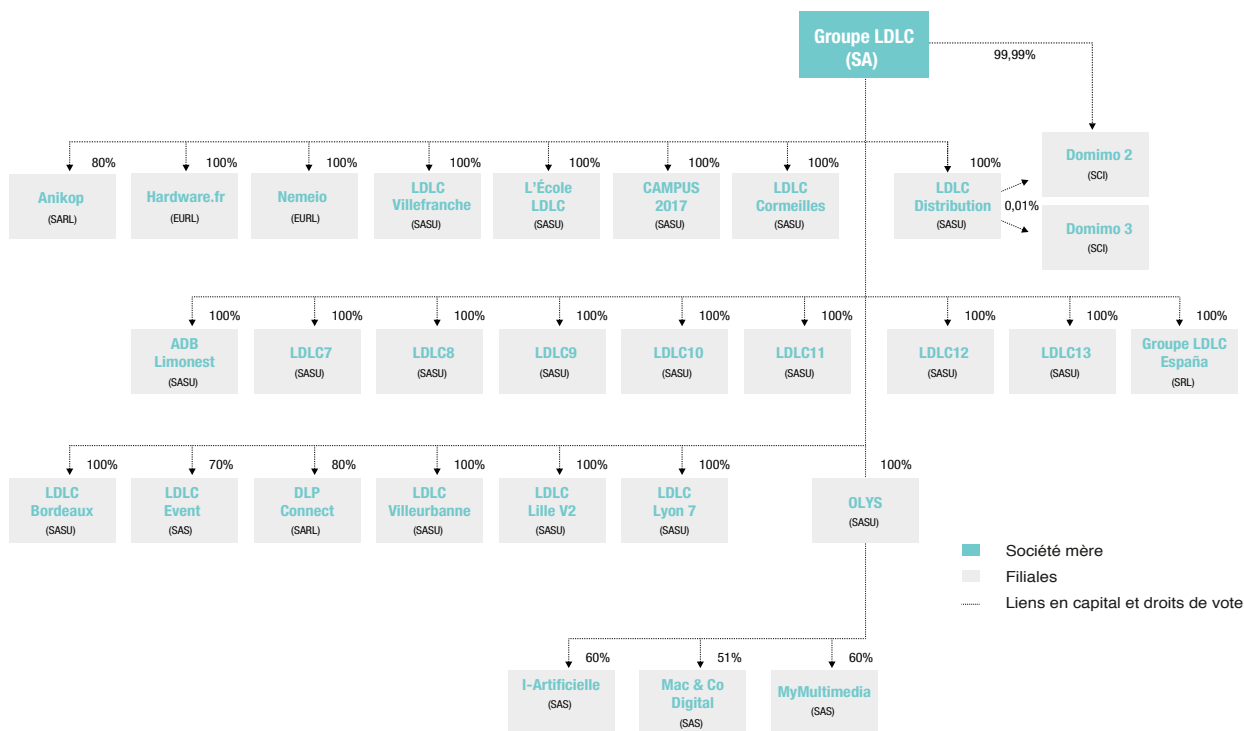 Groupe LDLC
(SA)
99,99%
80%
100%
100%
100%
100%
100%
100%
100%
Anikop
(SARL)
Hardware.fr
(EURL)
Nemeio
(EURL)
LDLC
Villefranche
(SASU)
L'École
LDLC
(SASU)
CAMPUS
2017
(SASU)
LDLC
Cormeilles
(SASU)
LDLC
Distribution
(SASU)
0,01%
Domimo 2
(SCI)
Domimo 3
(SCI)
100%
100%
100%
100%
100%
100%
100%
100%
100%
ADB
Limonest
(SASU)
LDLC7
(SASU)
LDLC8
(SASU)
LDLC9
(SASU)
LDLC10
(SASU)
LDLC11
(SASU)
LDLC12
(SASU)
LDLC13
(SASU)
Groupe LDLC
España
(SRL)
100%
70%
80%
100%
100%
100%
100%
LDLC
Bordeaux
(SASU)
LDLC
Event
(SAS)
DLP
Connect
(SARL)
LDLC
Villeurbanne
(SASU)
LDLC
Lille V2
(SASU)
LDLC
Lyon 7
(SASU)
OLYS
(SASU)
Société mère
Filiales
Liens en capital et droits de vote
60%
51%
60%
I-Artificielle
(SAS)
Mac & Co
Digital
(SAS)
MyMultimedia
(SAS)